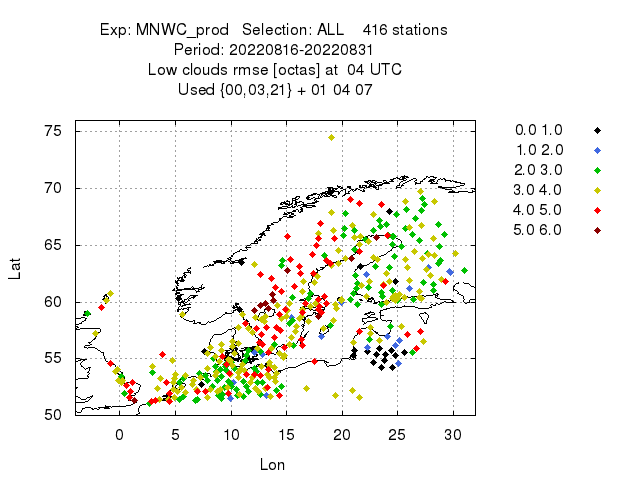 Exp: MNWC_prod   Selection: ALL    416 stations
Period: 20220816-20220831
Low clouds rmse [octas] at  04 UTC
Used {00,03,21} + 01 04 07
0.0 1.0
1.0 2.0
2.0 3.0
3.0 4.0
4.0 5.0
5.0 6.0
75
70
65
60
55
50
Lat
0 5 10 15 20 25 30
Lon